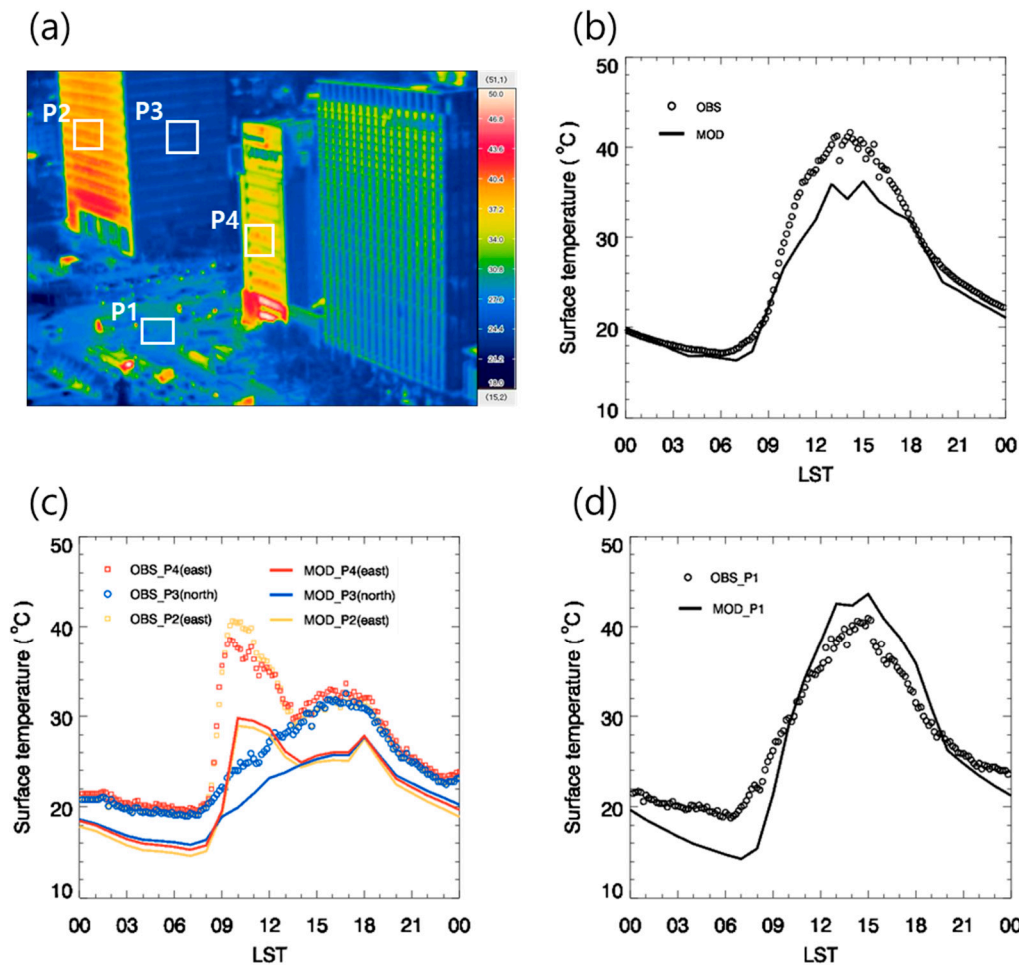 (a)
P2
P3
P4
P1
(51,1)
50.0
46.8
43.6
40.4
37.2
34.0
30.8
27.6
24.4
21.2
18.0
(15,2)
(b)
Surface temperature ( °C)
50
40
30
20
10
OBS
MOD
00 03 06 09 12 15 18 21 00
LST
(c)
Surface temperature ( °C)
50
40
30
20
10
OBS_P4(east)
OBS_P3(north)
OBS_P2(east)
MOD_P4(east)
MOD_P3(north)
MOD_P2(east)
00 03 06 09 12 15 18 21 00
LST
(d)
Surface temperature ( °C)
50
40
30
20
10
OBS_P1
MOD_P1
00 03 06 09 12 15 18 21 00
LST